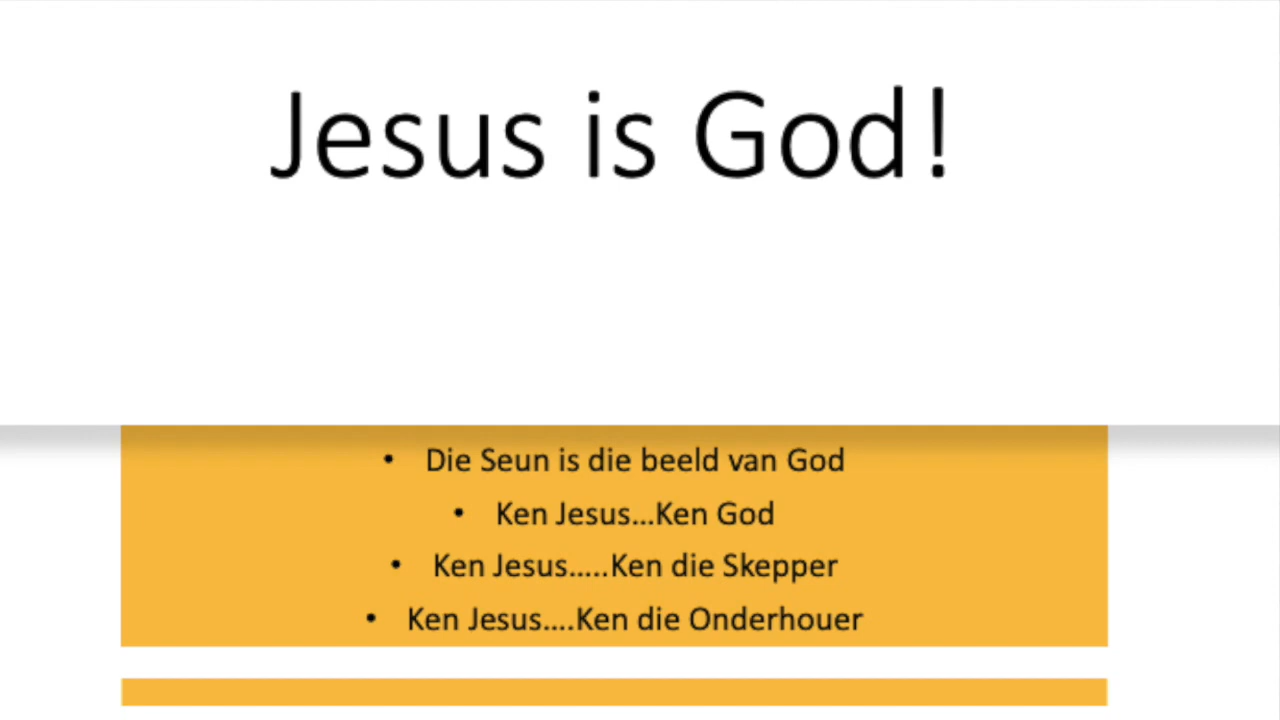 Jesus is God!
• Die Seun is die beeld van God
• Ken Jesus...Ken God
• Ken Jesus.....Ken die Skepper
• Ken Jesus....Ken die Onderhouer